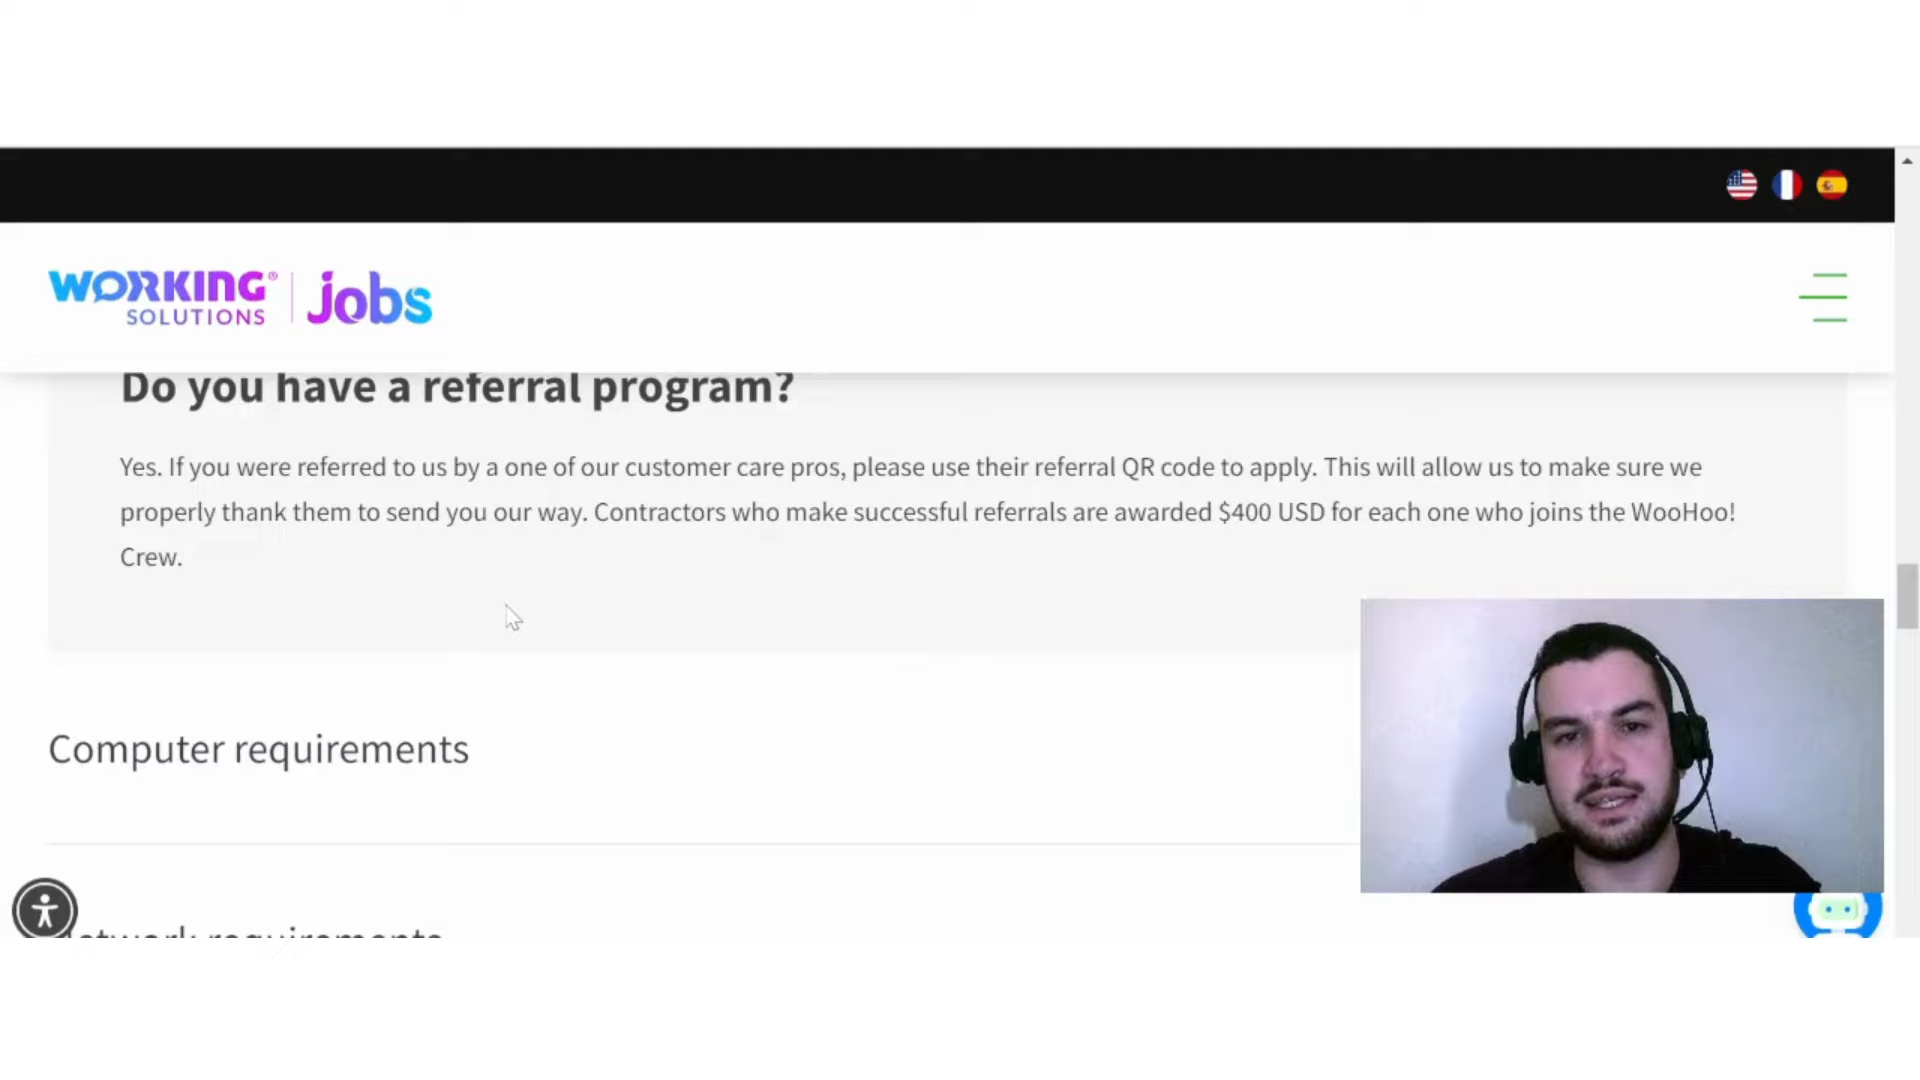 WORKING® jobs
SOLUTIONS
Do you have a referral program?
Yes. If you were referred to us by a one of our customer care pros, please use their referral QR code to apply. This will allow us to make sure we
properly thank them to send you our way. Contractors who make successful referrals are awarded $400 USD for each one who joins the WooHoo!
Crew.
Computer requirements
requirements